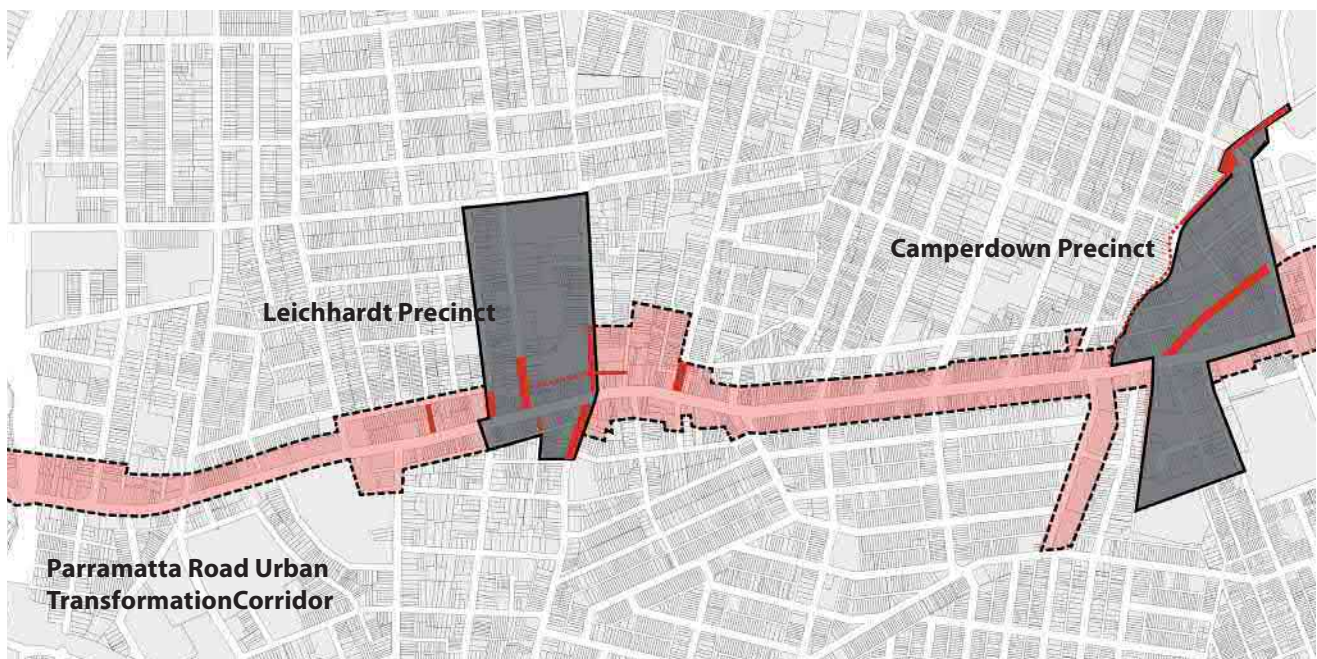 Camperdown Precinct
Leichhardt Precinct
Parramatta Road Urban
TransformationCorridor